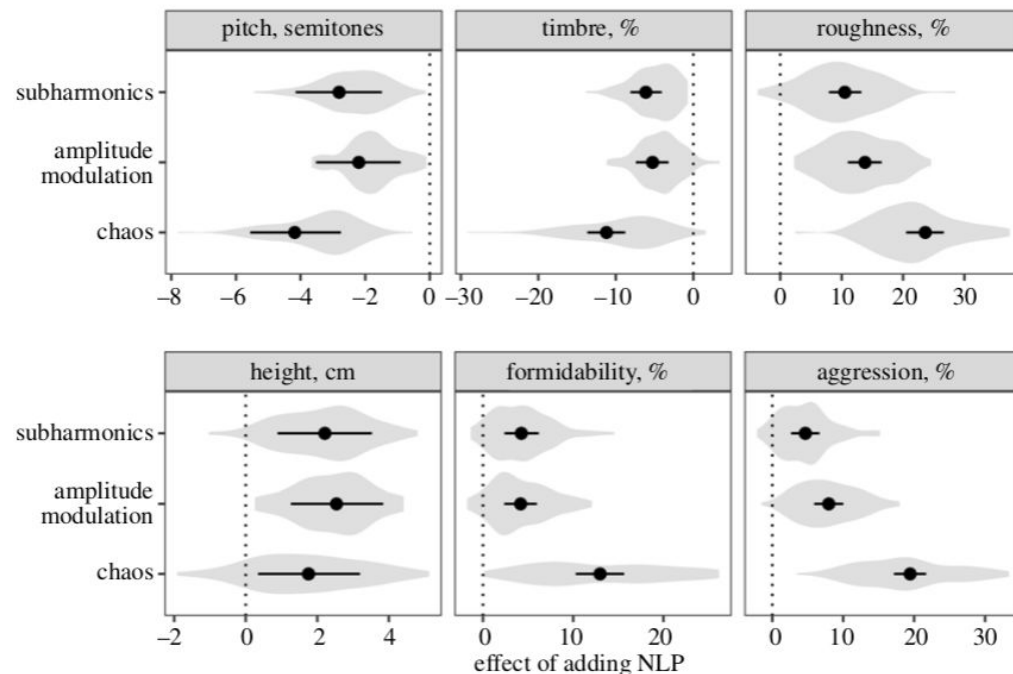 pitch, semitones timbre, % roughness, %
subharmonics
amplitude
modulation
chaos
–8 –6 –4 –2 0 –30 –20 –10 0 0 10 20 30
height, cm formidability, % aggression, %
subharmonics
amplitude
modulation
chaos
–2 0 2 4 0 10 20 0 10 20 30
effect of adding NLP